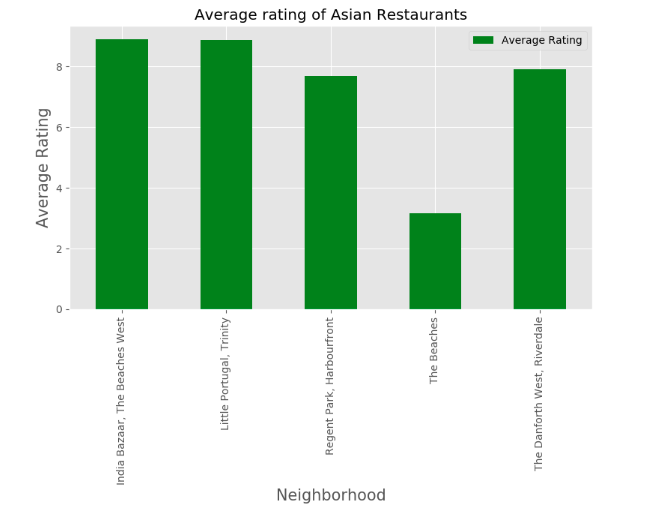 Average rating of Asian Restaurants
Average Rating
Average Rating
8
6
4
2
0
India Bazaar, The Beaches West
Little Portugal, Trinity
Regent Park, Harbourfront
The Beaches
The Danforth West, Riverdale
Neighborhood